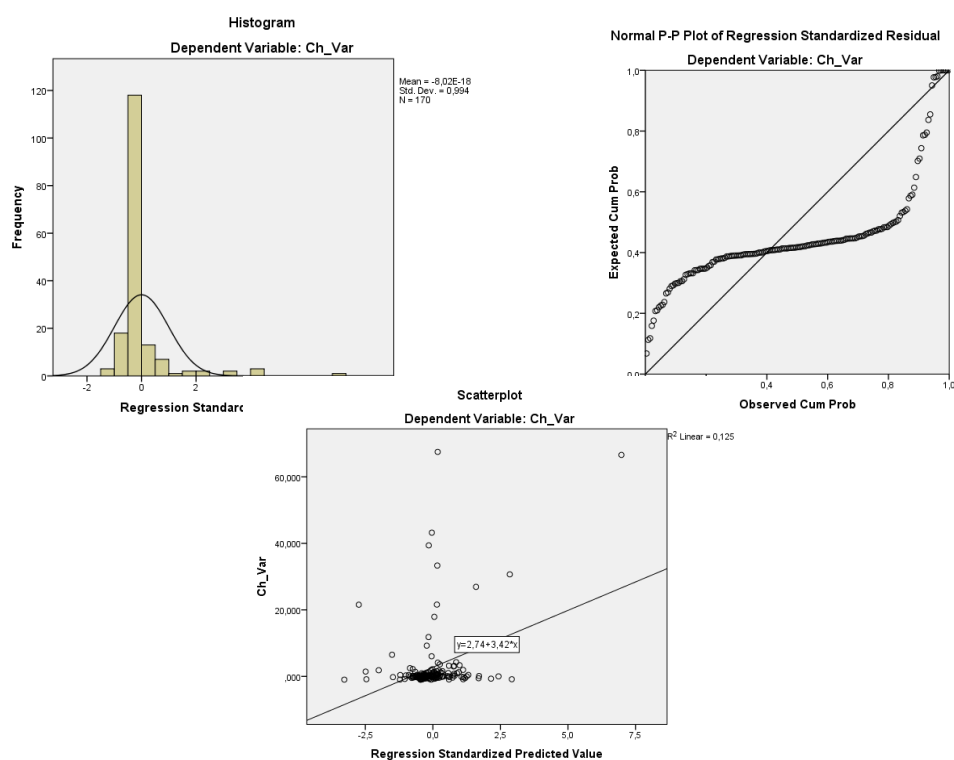 Histogram
Dependent Variable: Ch_Var
Mean = -8,02E-18
Std. Dev. = 0,994
N = 170
120
100
80
60
40
20
0
Frequency
-2 0 2
Regression Standard
Normal P-P Plot of Regression Standardized Residual
Dependent Variable: Ch_Var
1,0
0,8
0,6
0,4
0,2
0,0
Expected Cum Prob
0,4 0,6 0,8 1,0
Observed Cum Prob
Scatterplot
Dependent Variable: Ch_Var
R2 Linear = 0,125
60,000
40,000
20,000
,000
Ch_Var
y=2,74+3,42*x
-2,5 0,0 2,5 5,0 7,5
Regression Standardized Predicted Value